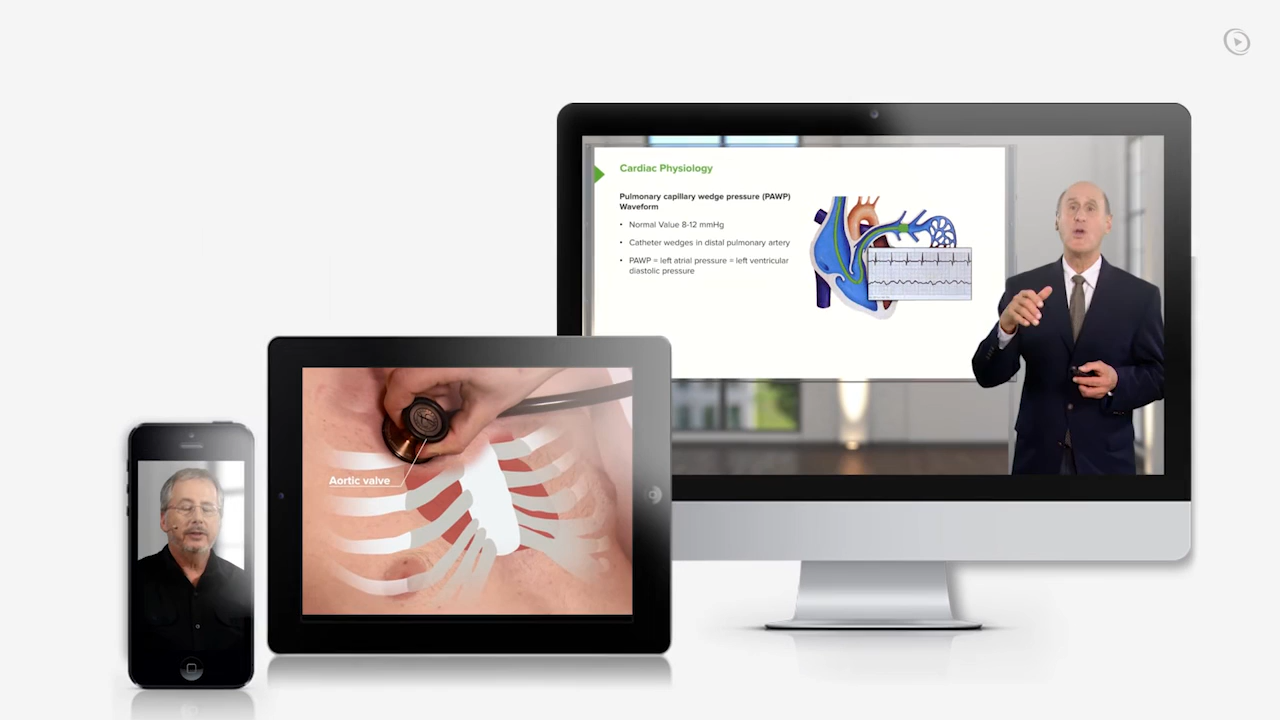 Cardiac Physiology
Pulmonary capillary wedge pressure (PAWP)
Waveform
• Normal Value 8-12 mmHg
• Catheter wedges in distal pulmonary artery
• PAWP = left atrial pressure = left ventricular
diastolic pressure
Aortic valve